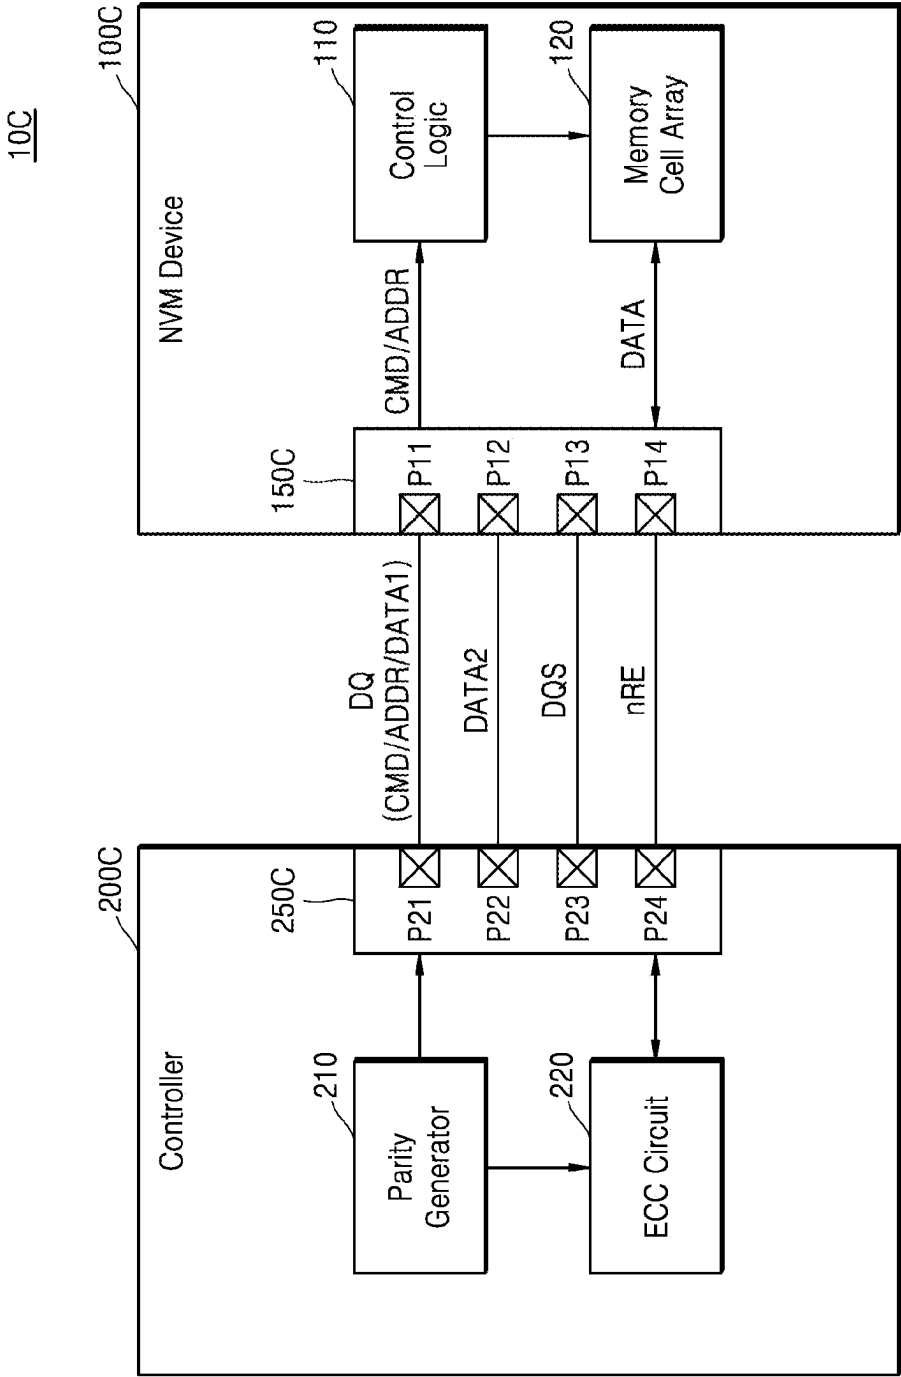 10C
200C
Controller
210
Parity
Generator
220
ECC Circuit
250C
P21
P22
P23
P24
DQ
(CMD/ADDR/DATA1)
DATA2
DQS
nRE
100C
NVM Device
150C
P11
P12
P13
P14
CMD/ADDR
DATA
110
Control
Logic
120
Memory
Cell Array